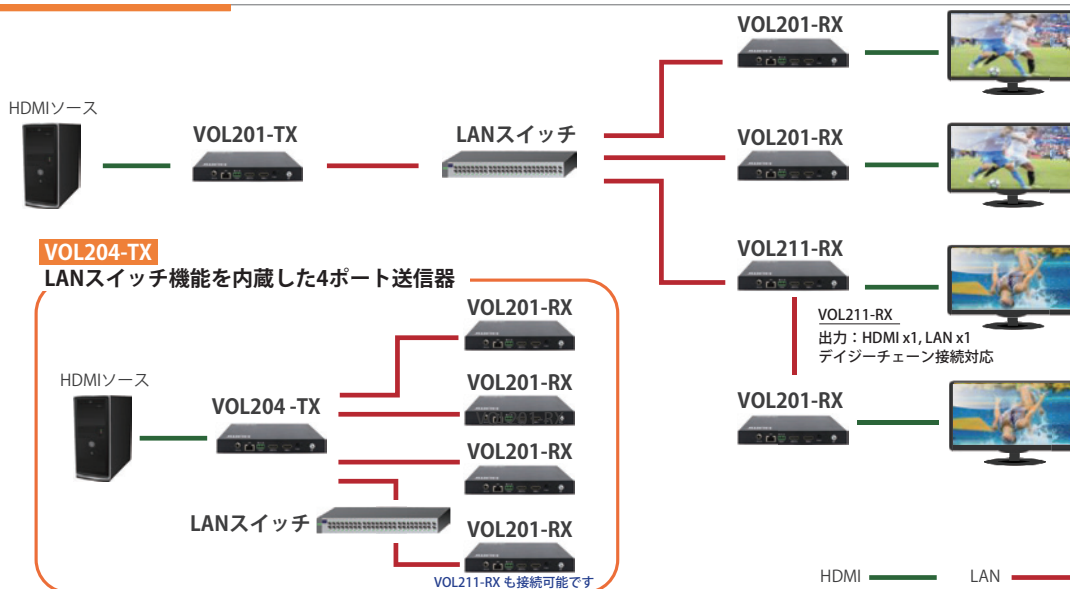 HDMIソース
VOL201-TX
LANスイッチ
VOL201-RX
VOL201-RX
VOL211-RX
VOL211-RX
出力：HDMI x1, LAN x1
デイジーチェーン接続対応
VOL201-RX
VOL204-TX
LANスイッチ機能を内蔵した4ポート送信器
HDMIソース
VOL204 -TX
VOL201-RX
VOL201-RX
VOL201-RX
VOL201-RX
LANスイッチ
VOL201-RX
VOL211-RX も接続可能です
HDMI
LAN